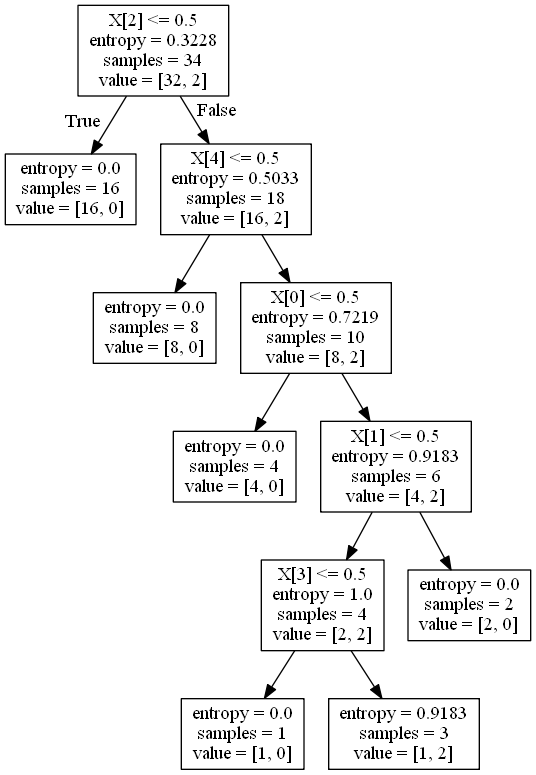 X[2] <= 0.5
entropy = 0.3228
samples = 34
value = [32, 2]
True
False
entropy = 0.0
samples = 16
value = [16, 0]
X[4] <= 0.5
entropy = 0.5033
samples = 18
value = [16, 2]
entropy = 0.0
samples = 8
value = [8, 0]
X[0] <= 0.5
entropy = 0.7219
samples = 10
value = [8, 2]
entropy = 0.0
samples = 4
value = [4, 0]
X[1] <= 0.5
entropy = 0.9183
samples = 6
value = [4, 2]
X[3] <= 0.5
entropy = 1.0
samples = 4
value = [2, 2]
entropy = 0.0
samples = 2
value = [2, 0]
entropy = 0.0
samples = 1
value = [1, 0]
entropy = 0.9183
samples = 3
value = [1, 2]